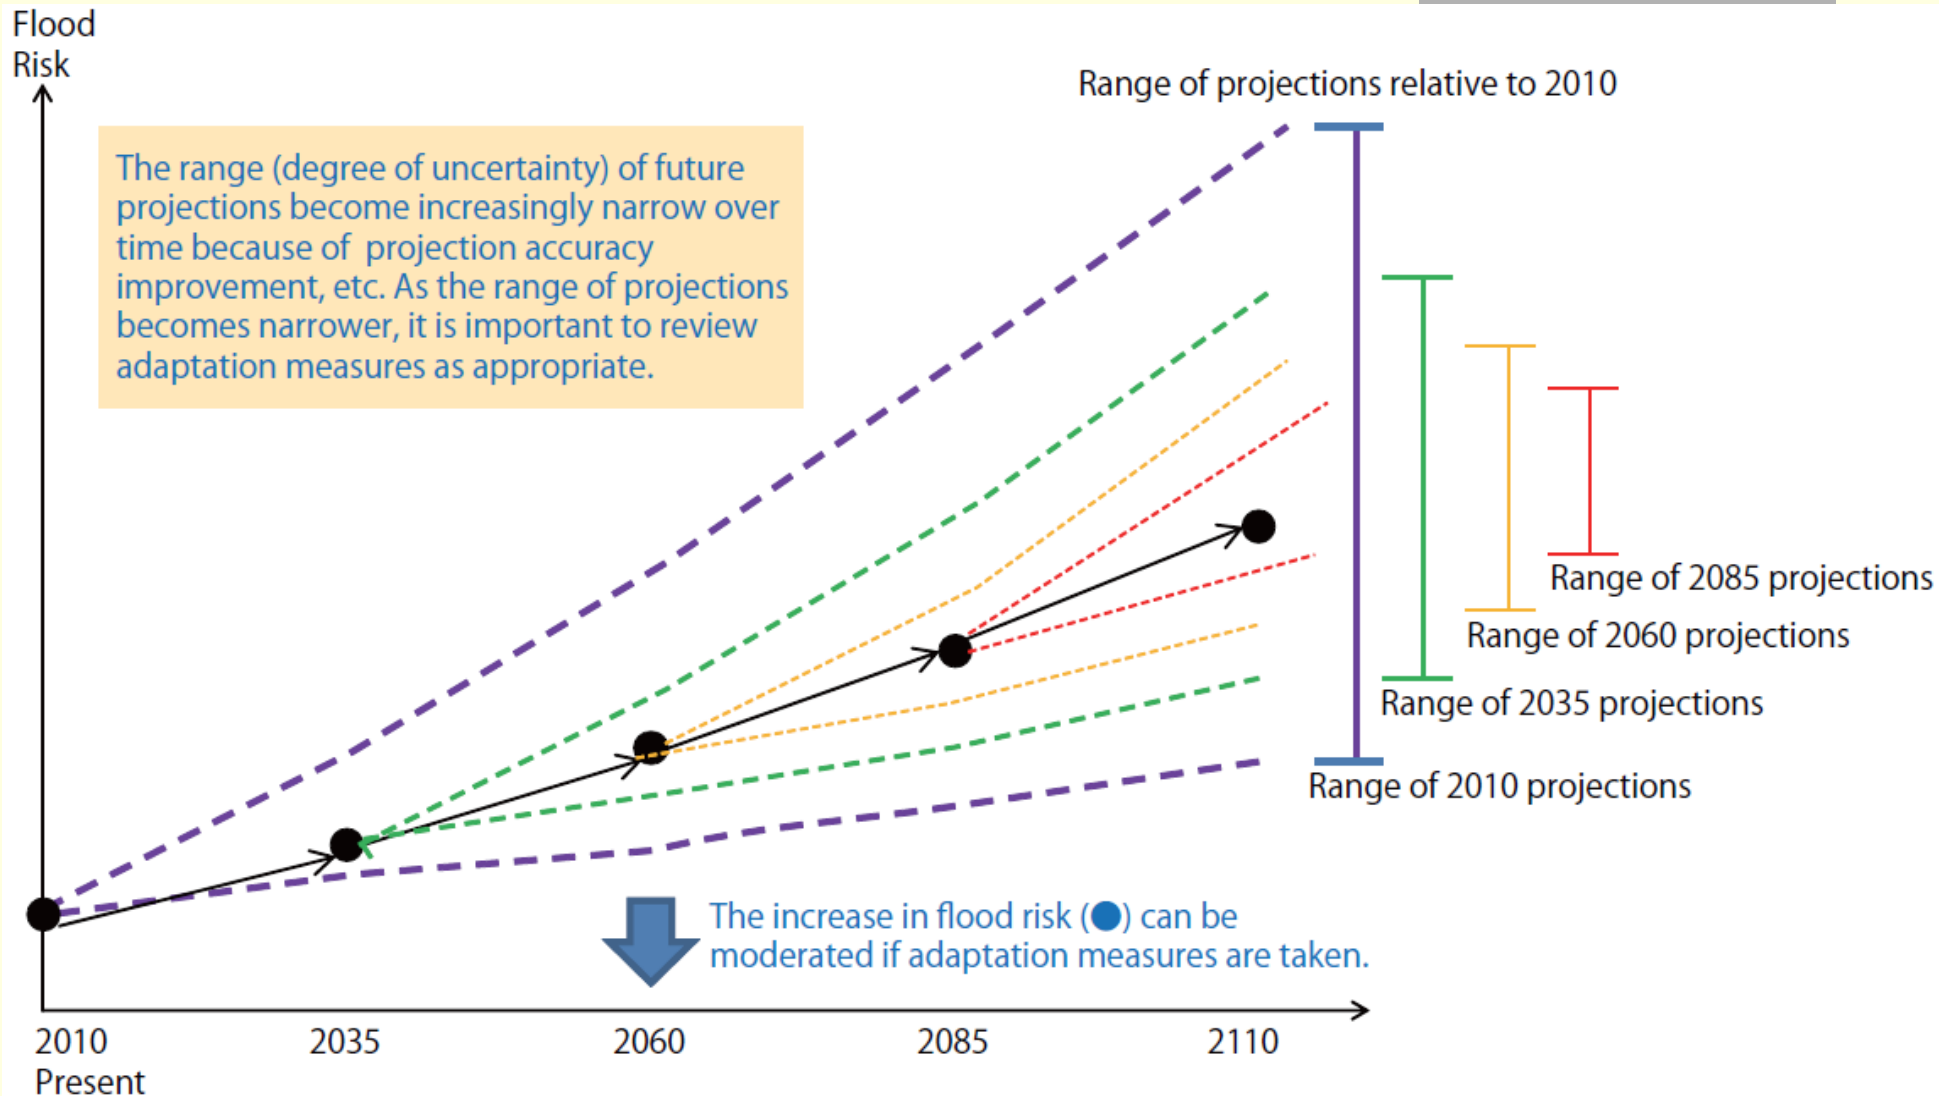 Flood
Risk
Range of projections relative to 2010
The range (degree of uncertainty) of future
projections become increasingly narrow over
time because of projection accuracy
improvement, etc. As the range of projections
becomes narrower, it is important to review
adaptation measures as appropriate.
Range of 2085 projections
Range of 2060 projections
Range of 2035 projections
Range of 2010 projections
The increase in flood risk (●) can be
moderated if adaptation measures are taken.
2010 2035 2060 2085 2110
Present